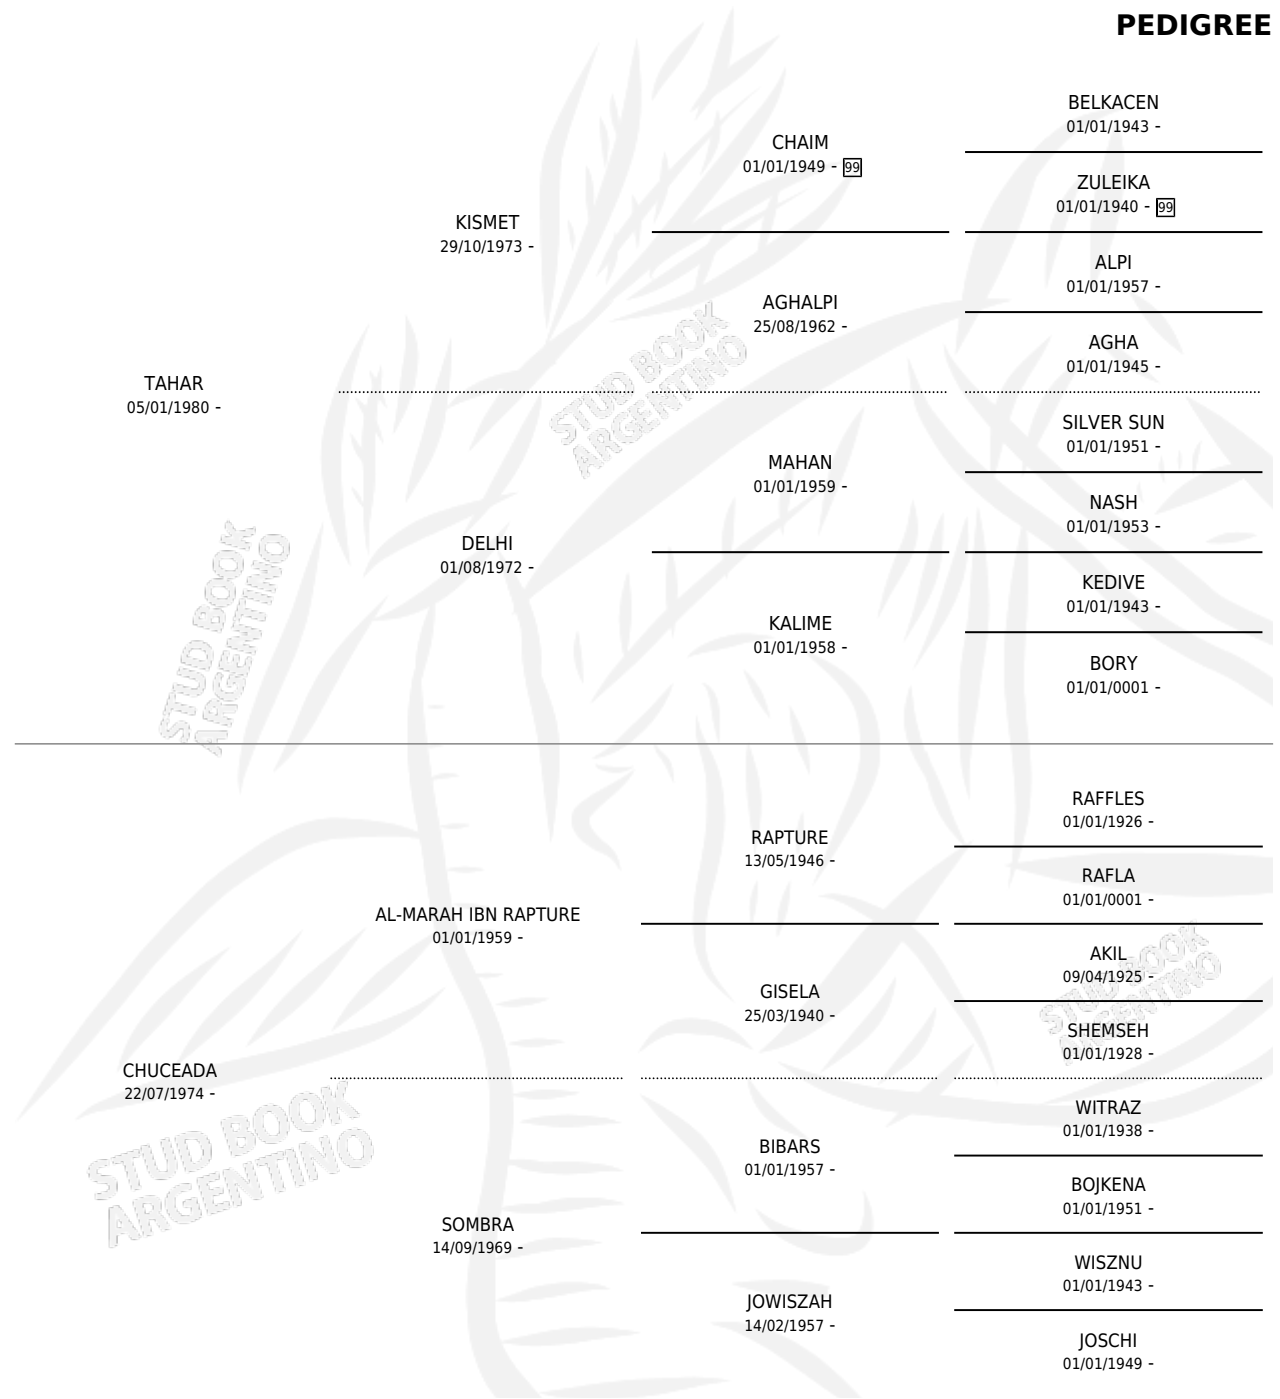 PEDIGREE
BELKACEN
01/01/1943 -
CHAIM
01/01/1949 - 99
ZULEIKA
01/01/1940 - 99
KISMET
29/10/1973 -
ALPI
01/01/1957 -
AGHALPI
25/08/1962 -
AGHA
01/01/1945 -
TAHAR
05/01/1980 -
SILVER SUN
01/01/1951 -
MAHAN
01/01/1959 -
NASH
01/01/1953 -
DELHI
01/08/1972 -
KEDIVE
01/01/1943 -
KALIME
01/01/1958 -
BORY
01/01/0001 -
RAFFLES
01/01/1926 -
RAPTURE
13/05/1946 -
RAFLA
01/01/0001 -
AL-MARAH IBN RAPTURE
01/01/1959 -
AKIL
09/04/1925 -
GISELA
25/03/1940 -
SHEMSEH
01/01/1928 -
CHUCEADA
22/07/1974 -
WITRAZ
01/01/1938 -
BIBARS
01/01/1957 -
BOJKENA
01/01/1951 -
SOMBRA
14/09/1969 -
WISZNU
01/01/1943 -
JOWISZAH
14/02/1957 -
JOSCHI
01/01/1949 -
STUD BOOK
ARGENTINO
STUD BOOK
ARGENTINO
STUD BOOK
ARGENTINO
STUD BOOK
ARGENTINO